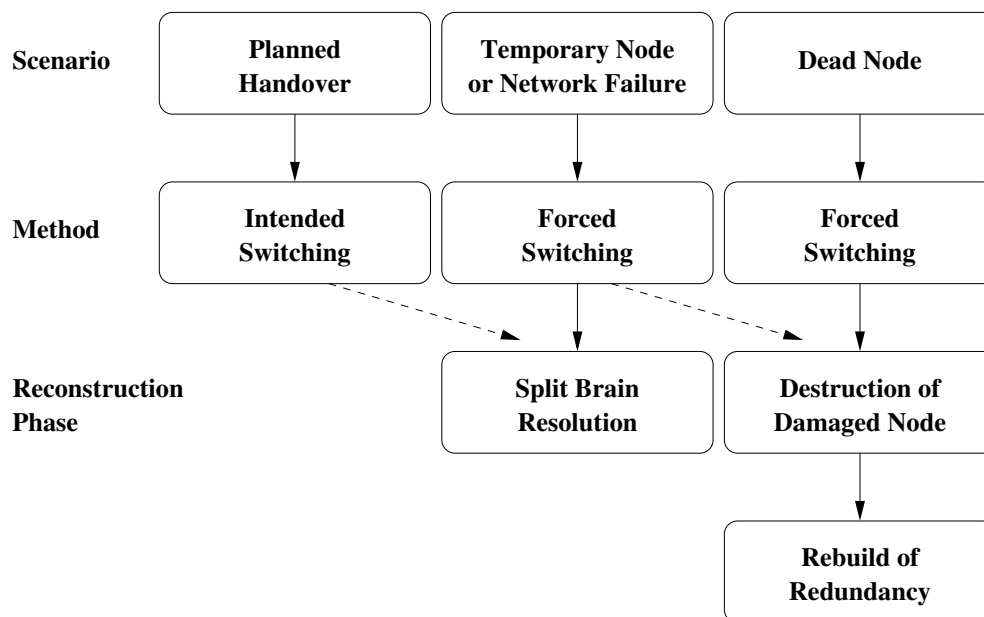 Scenario
Planned
Handover
Temporary Node
or Network Failure
Dead Node
Method
Intended
Switching
Forced
Switching
Forced
Switching
Reconstruction
Phase
Split Brain
Resolution
Destruction of
Damaged Node
Rebuild of
Redundancy